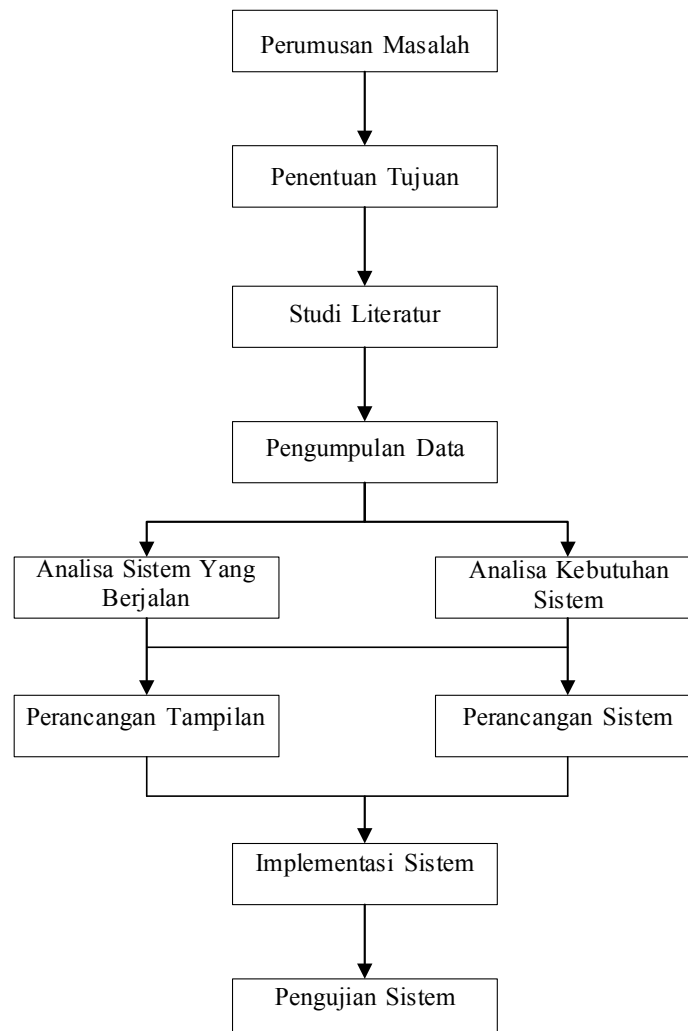 Perumusan Masalah
Penentuan Tujuan
Studi Literatur
Pengumpulan Data
Analisa Sistem Yang
Berjalan
Analisa Kebutuhan
Sistem
Perancangan Tampilan
Perancangan Sistem
Implementasi Sistem
Pengujian Sistem